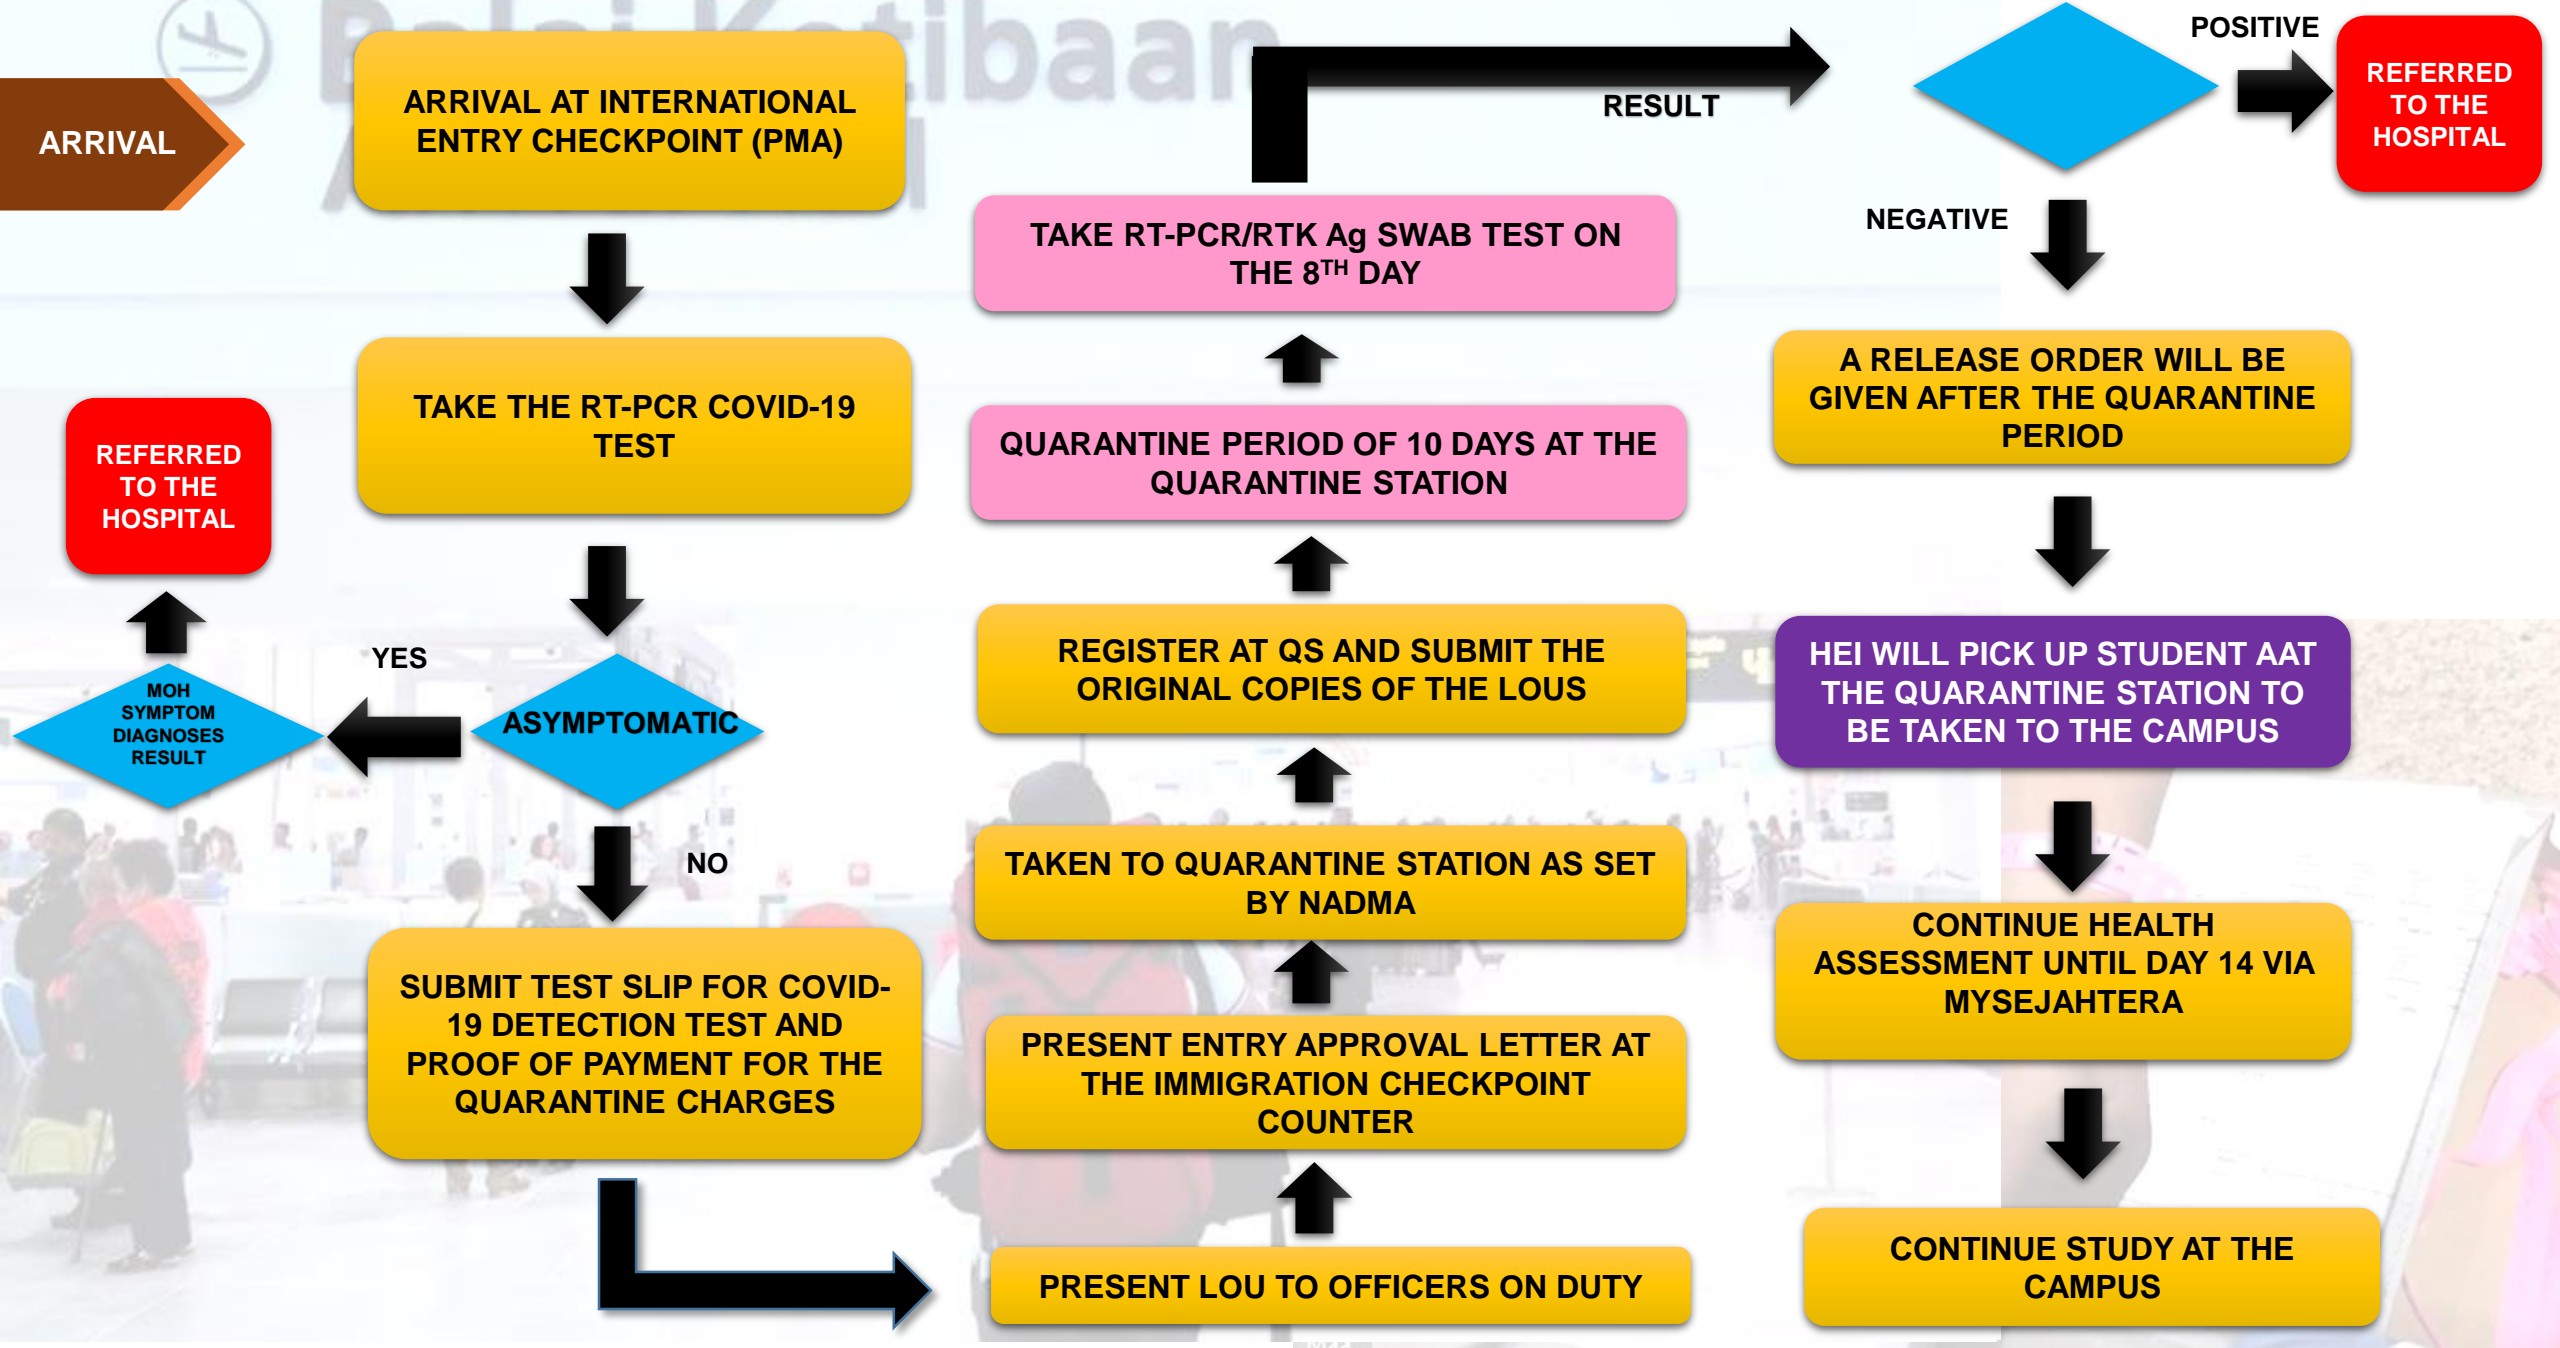 Balai Ketibaan
ARRIVAL
ARRIVAL AT INTERNATIONAL
ENTRY CHECKPOINT (PMA)
TAKE THE RT-PCR COVID-19
TEST
ASYMPTOMATIC
YES
MOH
SYMPTOM
DIAGNOSES
RESULT
REFERRED
TO THE
HOSPITAL
NO
SUBMIT TEST SLIP FOR COVID-
19 DETECTION TEST AND
PROOF OF PAYMENT FOR THE
QUARANTINE CHARGES
PRESENT LOU TO OFFICERS ON DUTY
PRESENT ENTRY APPROVAL LETTER AT
THE IMMIGRATION CHECKPOINT
COUNTER
TAKEN TO QUARANTINE STATION AS SET
BY NADMA
REGISTER AT QS AND SUBMIT THE
ORIGINAL COPIES OF THE LOUS
QUARANTINE PERIOD OF 10 DAYS AT THE
QUARANTINE STATION
TAKE RT-PCR/RTK Ag SWAB TEST ON
THE 8TH DAY
RESULT
POSITIVE
REFERRED
TO THE
HOSPITAL
NEGATIVE
A RELEASE ORDER WILL BE
GIVEN AFTER THE QUARANTINE
PERIOD
HEI WILL PICK UP STUDENT AAT
THE QUARANTINE STATION TO
BE TAKEN TO THE CAMPUS
CONTINUE HEALTH
ASSESSMENT UNTIL DAY 14 VIA
MYSEJAHTERA
CONTINUE STUDY AT THE
CAMPUS